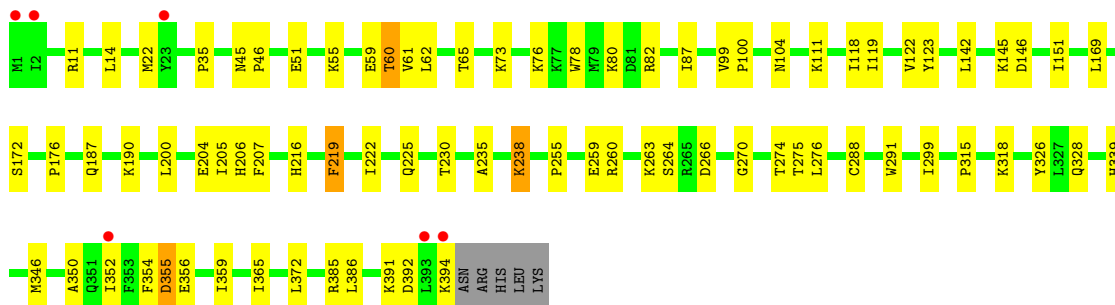 M1 I2 R11 L14 M22 Y23 P35 N45 P46 E51 K55 E59 T60 V61 L62 T65 K73 K76 K77 W78 M79 K80 D81 R82 I87 V99 P100 N104 K111 I118 I119 V122 Y123 L142 K145 D146 I151 L169
S172 P176 Q187 K190 L200 E204 I205 H206 F207 H216 F219 I222 Q225 T230 A235 K238 P255 E259 R260 K263 S264 R265 D266 G270 T274 T275 L276 C288 W291 I299 P315 K318 Y326 L327 Q328 H339
M346 A350 Q351 I352 F353 F354 D355 E356 I359 I365 L372 R385 L386 K391 D392 L393 K394 ASN ARG HIS LEU LYS